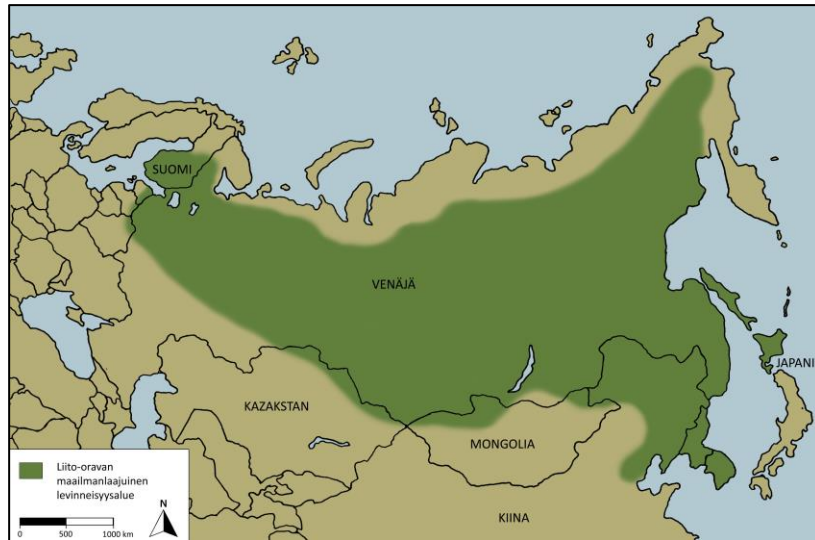 SUOMI
VENÄJÄ
JAPANI
KAZAKSTAN
MONGOLIA
KIINA
Liito-oravan
maailmanlaajuinen
levinneisyysalue
N
0 500 1000 km